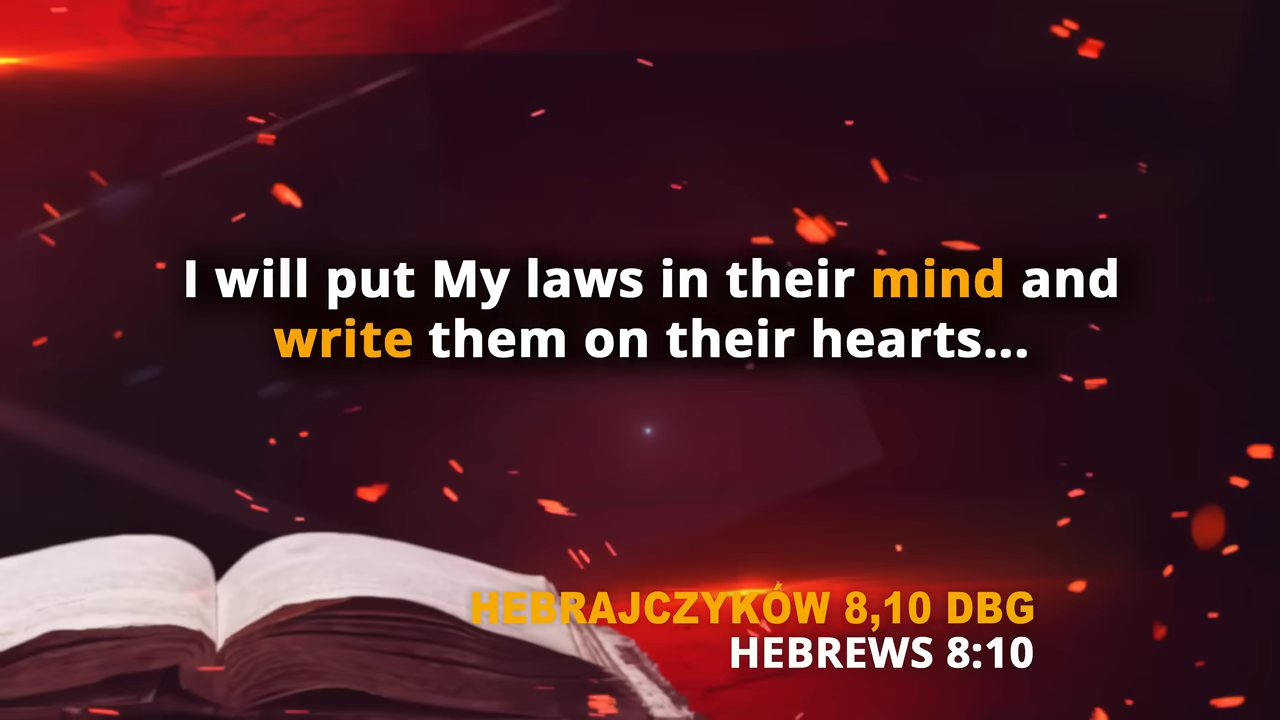 I will put My laws in their mind and
write them on their hearts...
HEBRAJCZYKÓW 8,10 DBG
HEBREWS 8:10